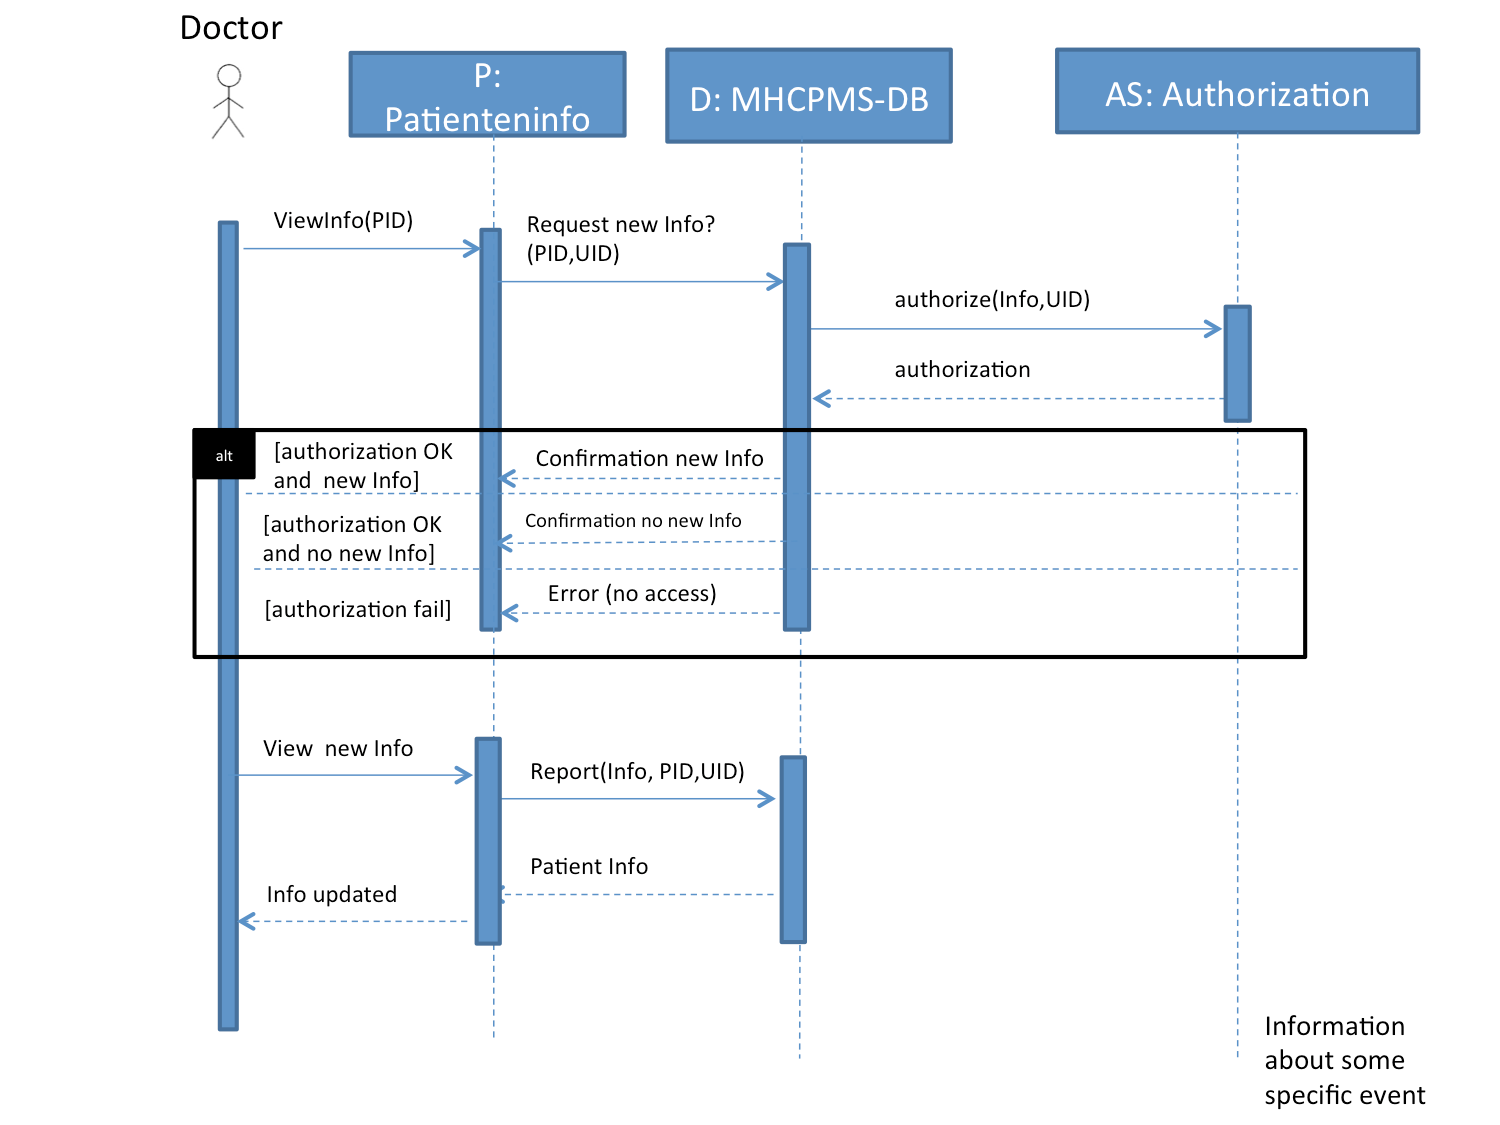 Doctor
P:
Patienteninfo
D: MHCPMS-DB
AS: Authorization
ViewInfo(PID)
Request new Info?
(PID,UID)
authorize(Info,UID)
authorization
alt
[authorization OK
and  new Info]
Confirmation new Info
[authorization OK
and no new Info]
Confirmation no new Info
[authorization fail]
Error (no access)
View  new Info
Report(Info, PID,UID)
Patient Info
Info updated
Information
about some
specific event